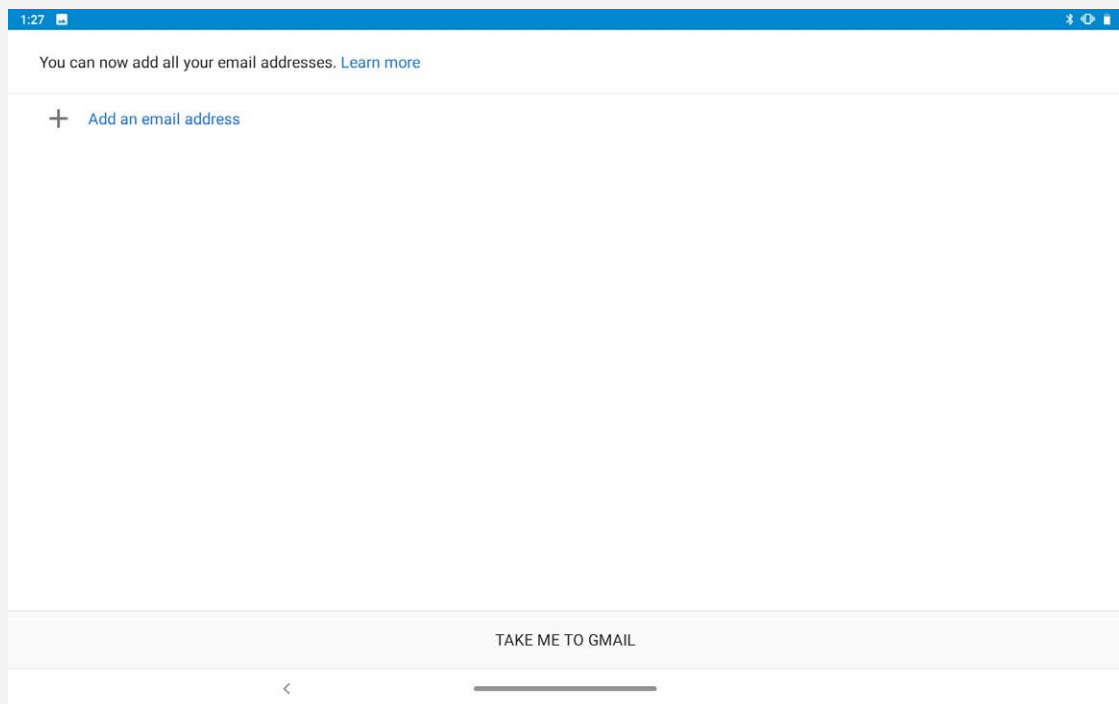 1:27
You can now add all your email addresses. Learn more
Add an email address
TAKE ME TO GMAIL